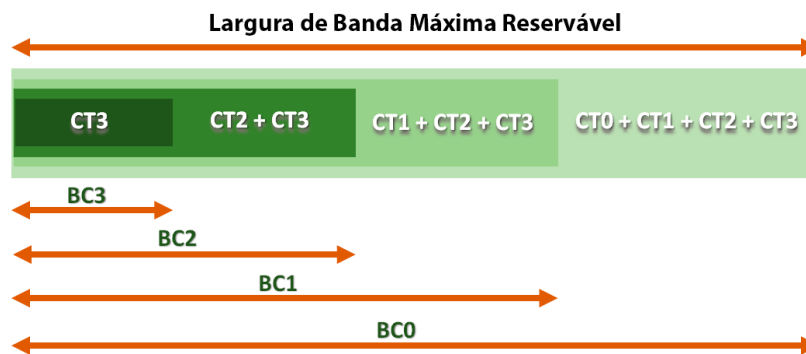 Largura de Banda Máxima Reservável
CT3
CT2 + CT3
CT1 + CT2 + CT3
CT0 + CT1 + CT2 + CT3
BC3
BC2
BC1
BC0